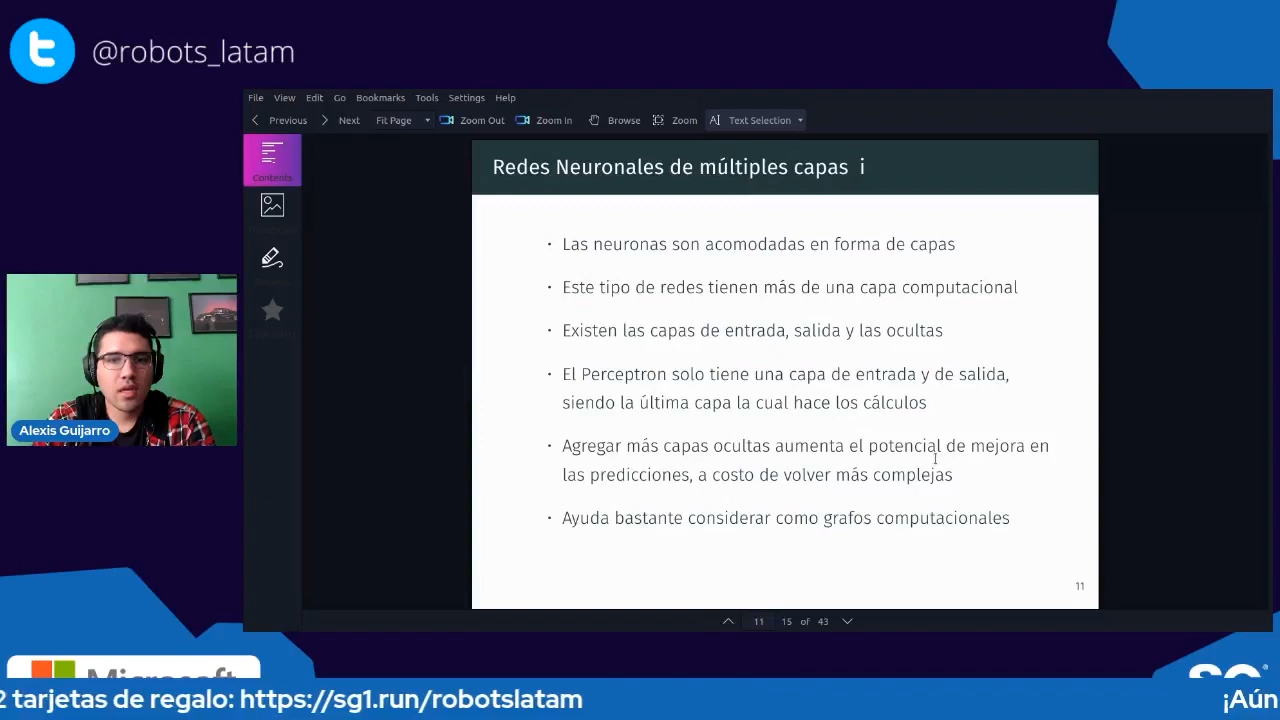 @robots_latam
File View Edit Go Bookmarks Tools Settings Help
Previous Next Fit Page Zoom Out Zoom In Browse Zoom Text Selection
Contents
Redes Neuronales de múltiples capas i
· Las neuronas son acomodadas en forma de capas
· Este tipo de redes tienen más de una capa computacional
· Existen las capas de entrada, salida y las ocultas
· El Perceptron solo tiene una capa de entrada y de salida,
siendo la última capa la cual hace los cálculos
· Agregar más capas ocultas aumenta el potencial de mejora en
las predicciones, a costo de volver más complejas
· Ayuda bastante considerar como grafos computacionales
11
Alexis Guijarro
11 15 of 43
Microsoft
SG
2 tarjetas de regalo: https://sg1.run/robotslatam
¡Aún